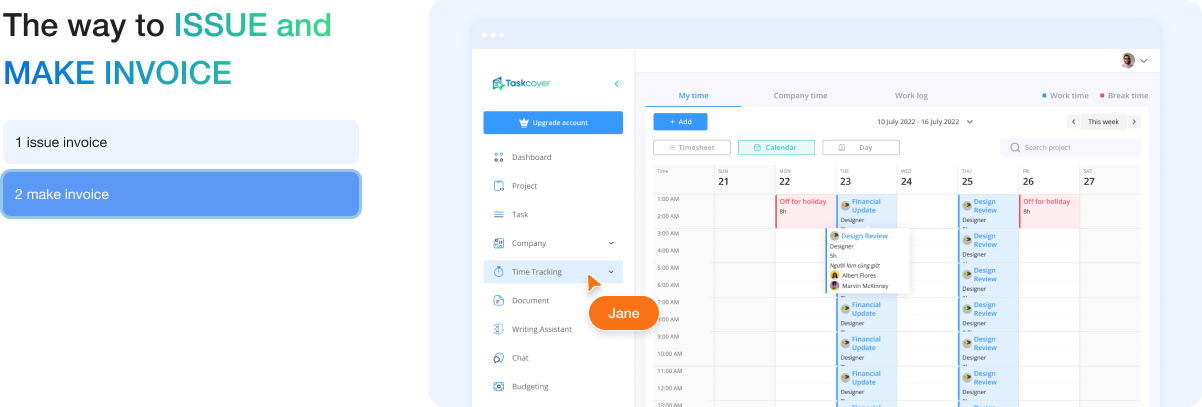 The way to ISSUE and
MAKE INVOICE
1 issue invoice
2 make invoice
Taskcover
Upgrade account
Dashboard
Project
Task
Company
Time Tracking
Document
Writing Assistant
Chat
Budgeting
Jane
My time
Company time
Work log
Work time
Break time
+ Add
10 July 2022 - 16 July 2022
This week
Timesheet
Calendar
Day
Search project
Time
SUN
21
MON
22
TUE
23
WED
24
THU
25
FRI
26
SAT
27
1:00 AM
2:00 AM
3:00 AM
4:00 AM
5:00 AM
6:00 AM
7:00 AM
8:00 AM
9:00 AM
10:00 AM
11:00 AM
12:00 AM
13:00 AM
Off for holiday
8h
Financial
Update
Designer
Design Review
Designer
5h
Người làm cùng giờ:
Albert Flores
Marvin McKinney
Financial
Update
Designer
Financial
Update
Designer
Financial
Update
Designer
Financial
Design
Review
Designer
Design
Review
Designer
Design
Review
Designer
Design
Review
Designer
Design
Review
Designer
Design
Review
Designer
Design
Off for holiday
8h